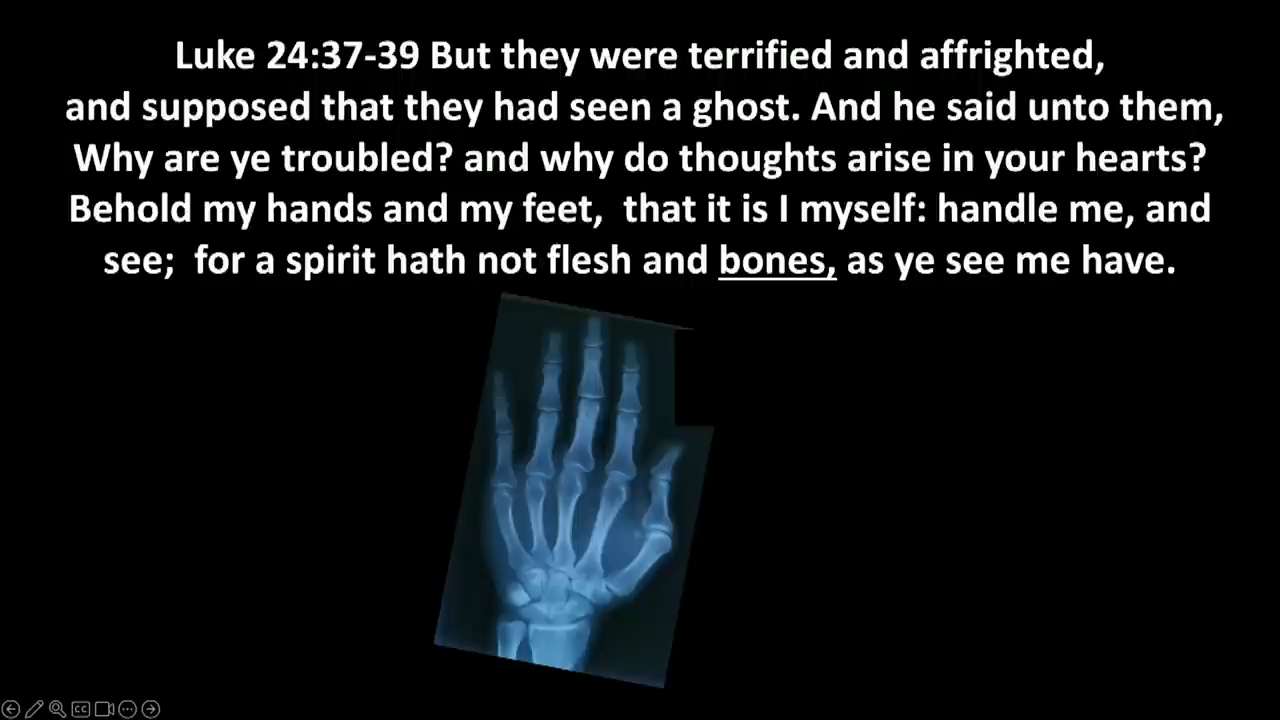 Luke 24:37-39 But they were terrified and affrighted,
and supposed that they had seen a ghost. And he said unto them,
Why are ye troubled? and why do thoughts arise in your hearts?
Behold my hands and my feet,  that it is I myself: handle me, and
see;  for a spirit hath not flesh and bones, as ye see me have.
CC